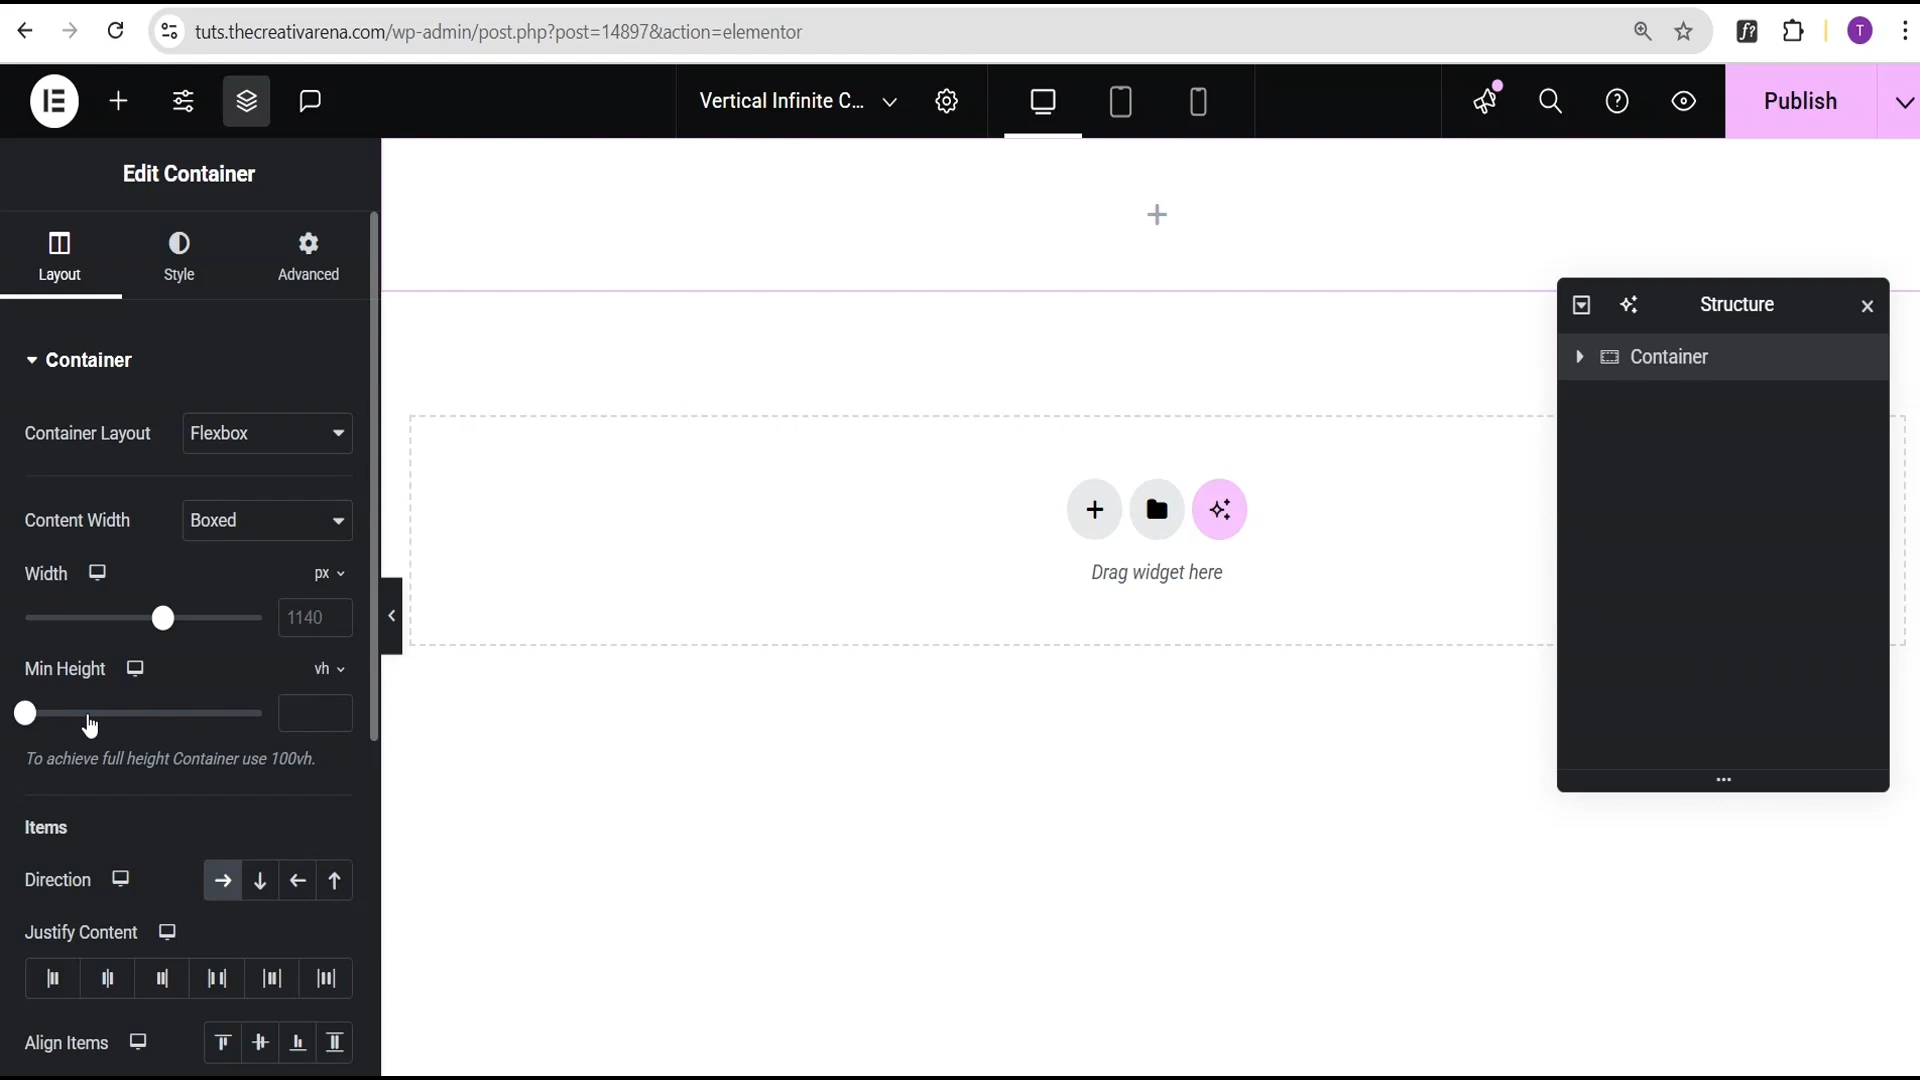 tuts.thecreativarena.com/wp-admin/post.php?post=14897&action=elementor
T
Vertical Infinite C...
Publish
Edit Container
Layout
Style
Advanced
Container
Container Layout
Flexbox
Content Width
Boxed
Width
px
1140
Min Height
vh
To achieve full height Container use 100vh.
Items
Direction
Justify Content
Align Items
Drag widget here
Structure
Container